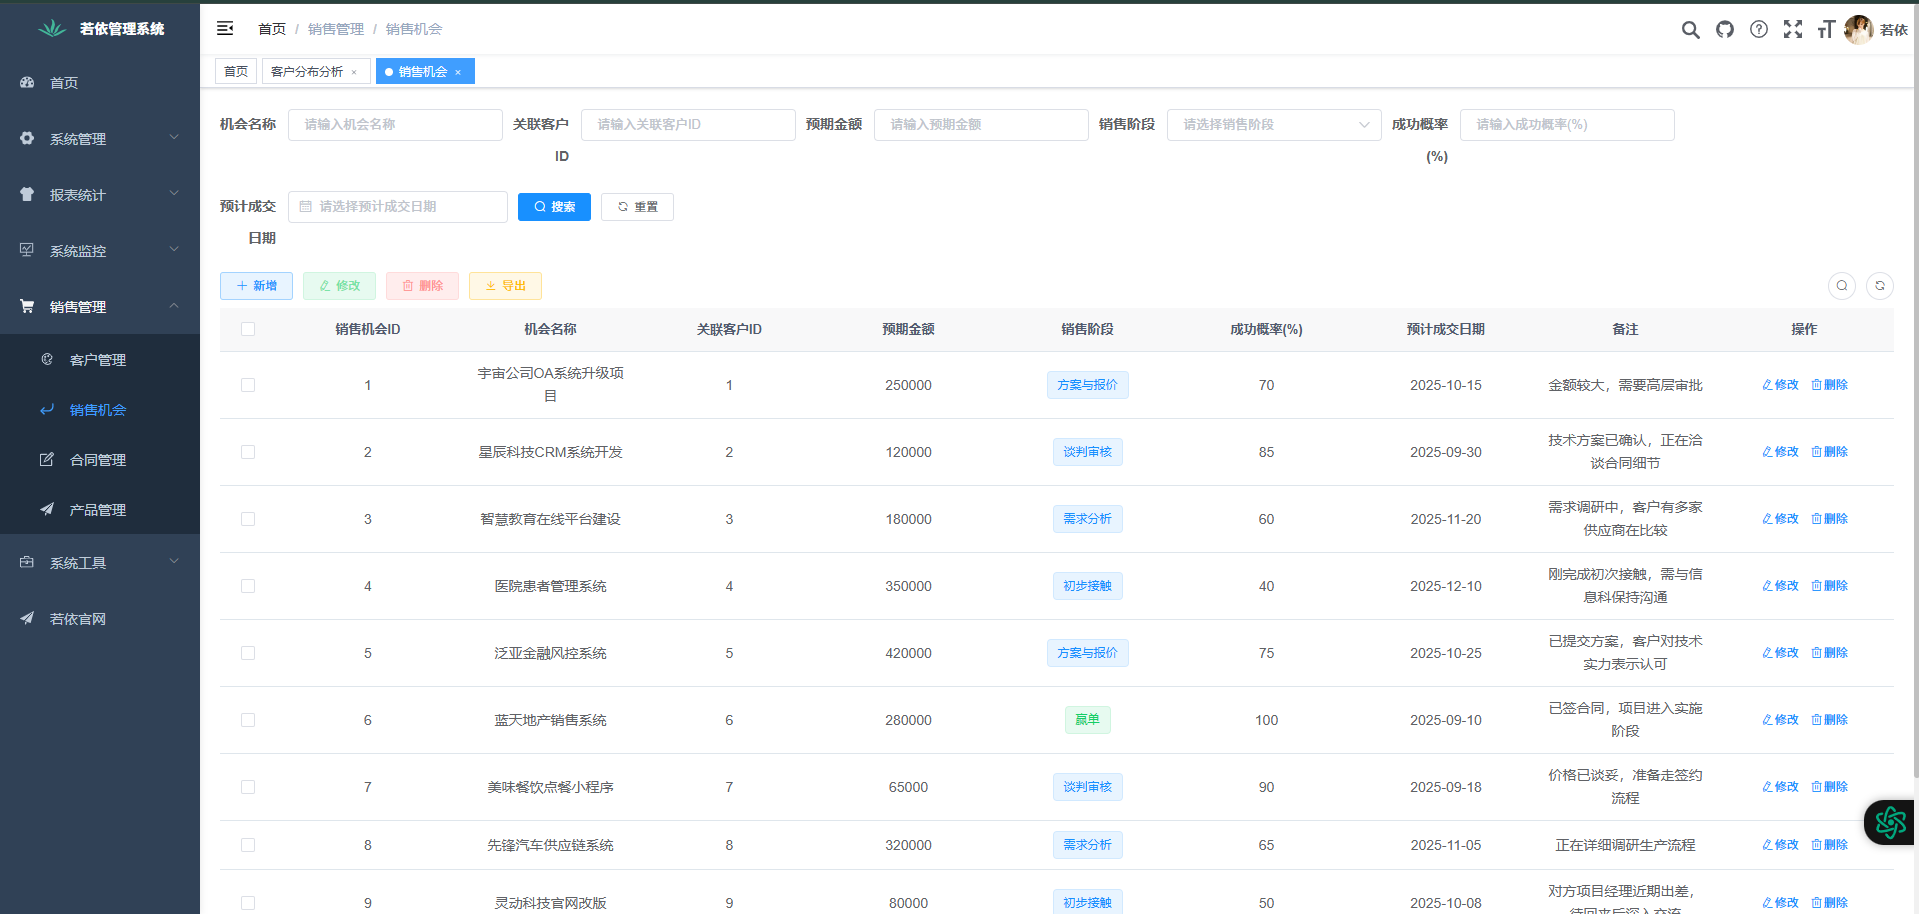 若依管理系统
首页 / 销售管理 / 销售机会
若依
首页
客户分布分析 ×
销售机会 ×
首页
系统管理
报表统计
系统监控
销售管理
客户管理
销售机会
合同管理
产品管理
系统工具
若依官网
机会名称 请输入机会名称
关联客户ID 请输入关联客户ID
预期金额 请输入预期金额
销售阶段 请选择销售阶段
成功概率(%) 请输入成功概率(%)
预计成交日期 请选择预计成交日期
搜索 重置
新增 修改 删除 导出
销售机会ID 机会名称 关联客户ID 预期金额 销售阶段 成功概率(%) 预计成交日期 备注 操作
1 宇宙公司OA系统升级项目 1 250000 方案与报价 70 2025-10-15 金额较大，需要高层审批 修改 删除
2 星辰科技CRM系统开发 2 120000 谈判审核 85 2025-09-30 技术方案已确认，正在洽谈合同细节 修改 删除
3 智慧教育在线平台建设 3 180000 需求分析 60 2025-11-20 需求调研中，客户有多家供应商在比较 修改 删除
4 医院患者管理系统 4 350000 初步接触 40 2025-12-10 刚完成初次接触，需与信息科保持沟通 修改 删除
5 泛亚金融风控系统 5 420000 方案与报价 75 2025-10-25 已提交方案，客户对技术实力表示认可 修改 删除
6 蓝天地产销售系统 6 280000 赢单 100 2025-09-10 已签合同，项目进入实施阶段 修改 删除
7 美味餐饮点餐小程序 7 65000 谈判审核 90 2025-09-18 价格已谈妥，准备走签约流程 修改 删除
8 先锋汽车供应链系统 8 320000 需求分析 65 2025-11-05 正在详细调研生产流程 修改 删除
9 灵动科技官网改版 9 80000 初步接触 50 2025-10-08 对方项目经理近期出差， 修改 删除